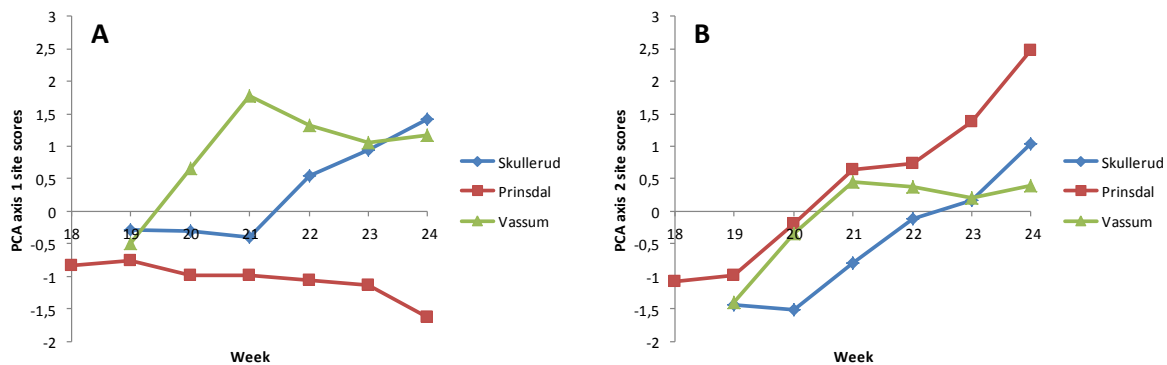 A
3
2,5
2
1,5
1
0,5
0
-0,5
-1
-1,5
-2
18 19 20 21 22 23 24
PCA axis 1 site scores
Week
Skullerud
Prinsdal
Vassum
B
3
2,5
2
1,5
1
0,5
0
-0,5
-1
-1,5
-2
18 19 20 21 22 23 24
PCA axis 2 site scores
Week
Skullerud
Prinsdal
Vassum